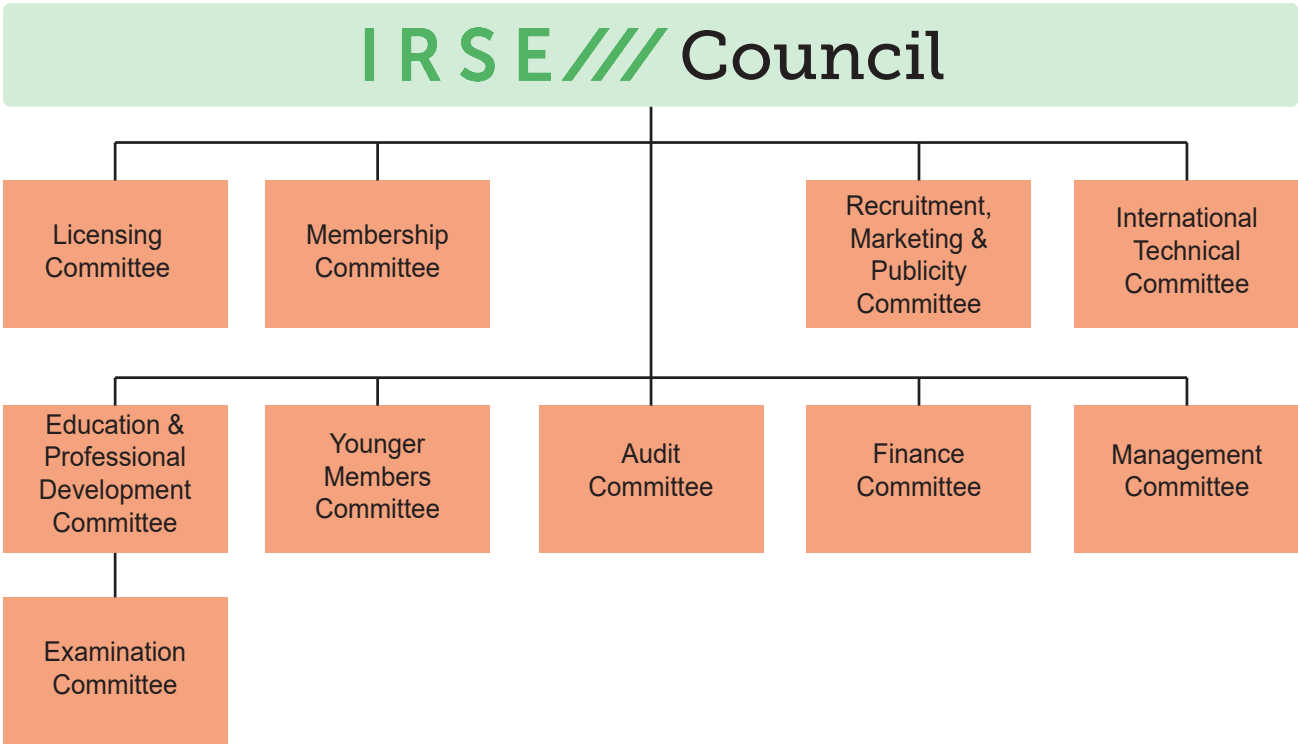 IRSE/// Council
Licensing
Committee
Membership
Committee
Recruitment,
Marketing &
Publicity
Committee
International
Technical
Committee
Education &
Professional
Development
Committee
Younger
Members
Committee
Audit
Committee
Finance
Committee
Management
Committee
Examination
Committee